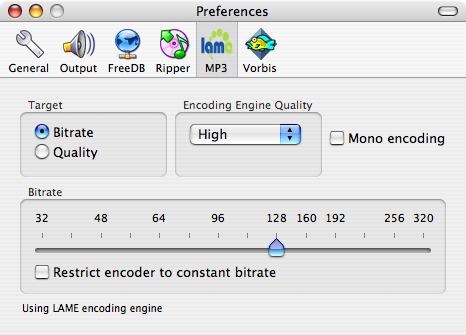 Preferences
General Output FreeDB Ripper MP3 Vorbis
lame
Target
Bitrate
Quality
Encoding Engine Quality
High
Mono encoding
Bitrate
32 48 64 96 128 160 192 256 320
Restrict encoder to constant bitrate
Using LAME encoding engine